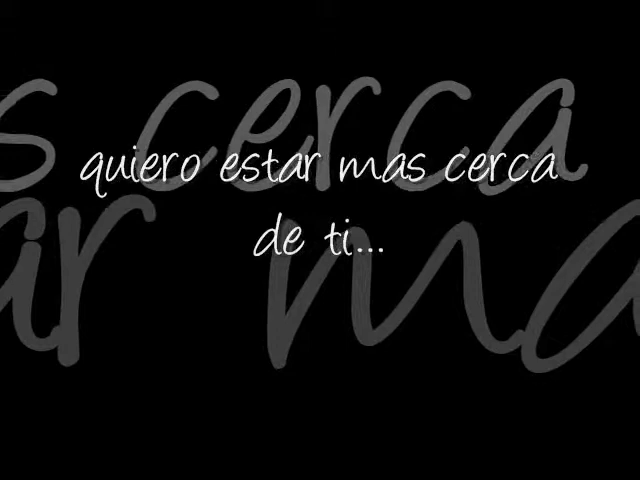 s cerca
quiero estar mas cerca
de ti...
ar ma